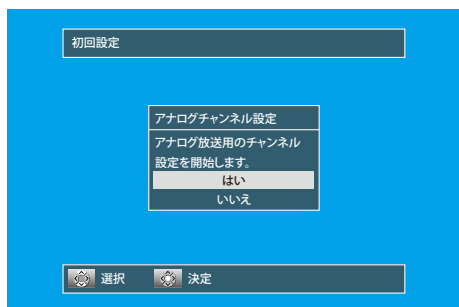 初回設定
アナログチャンネル設定
アナログ放送用のチャンネル
設定を開始します。
はい
いいえ
選択 決定